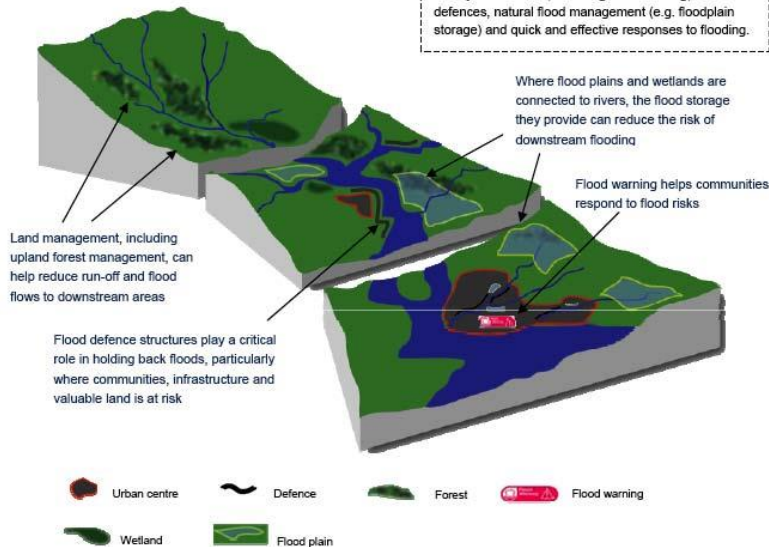 defences, natural flood management (e.g. floodplain
storage) and quick and effective responses to flooding.
Where flood plains and wetlands are
connected to rivers, the flood storage
they provide can reduce the risk of
downstream flooding
Flood warning helps communities
respond to flood risks
Land management, including
upland forest management, can
help reduce run-off and flood
flows to downstream areas
Flood defence structures play a critical
role in holding back floods, particularly
where communities, infrastructure and
valuable land is at risk
Urban centre
Defence
Forest
Flood warning
Wetland
Flood plain